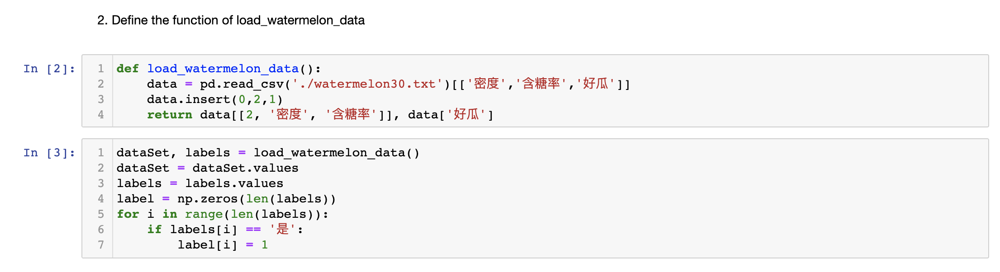 2. Define the function of load_watermelon_data
In [2]:
1 def load_watermelon_data():
2     data = pd.read_csv('./watermelon30.txt')[['密度','含糖率','好瓜']]
3     data.insert(0,2,1)
4     return data[[2, '密度', '含糖率']], data['好瓜']
In [3]:
1 dataSet, labels = load_watermelon_data()
2 dataSet = dataSet.values
3 labels = labels.values
4 label = np.zeros(len(labels))
5 for i in range(len(labels)):
6     if labels[i] == '是':
7         label[i] = 1